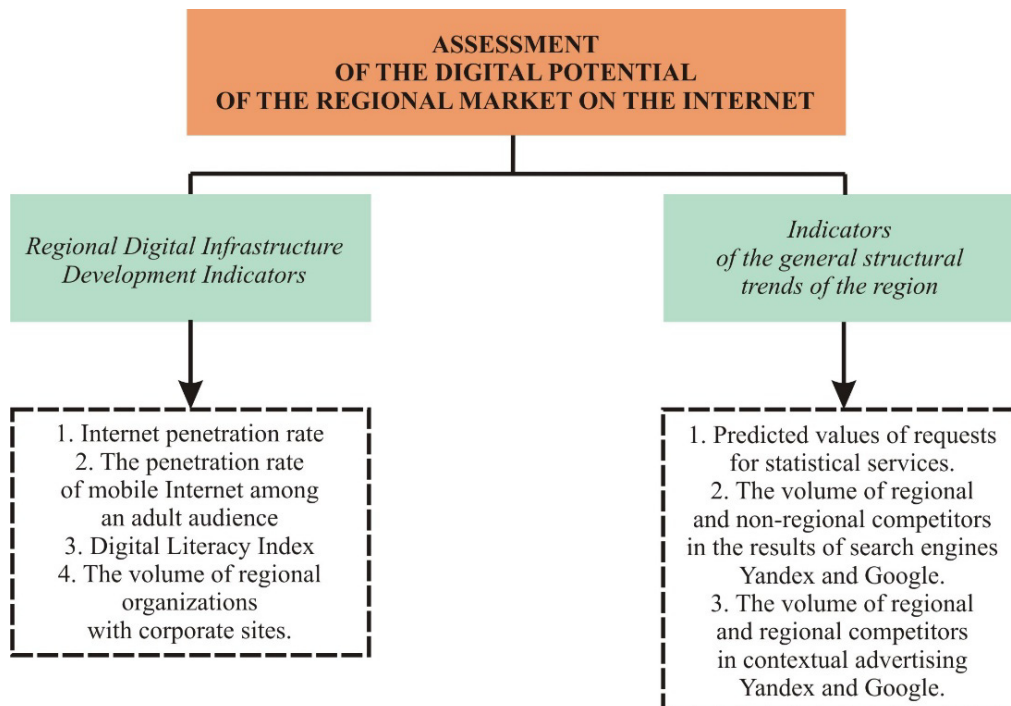 ASSESSMENT
OF THE DIGITAL POTENTIAL
OF THE REGIONAL MARKET ON THE INTERNET
Regional Digital Infrastructure
Development Indicators
Indicators
of the general structural
trends of the region
1. Internet penetration rate
2. The penetration rate
of mobile Internet among
an adult audience
3. Digital Literacy Index
4. The volume of regional
organizations
with corporate sites.
1. Predicted values of requests
for statistical services.
2. The volume of regional
and non-regional competitors
in the results of search engines
Yandex and Google.
3. The volume of regional
and regional competitors
in contextual advertising
Yandex and Google.